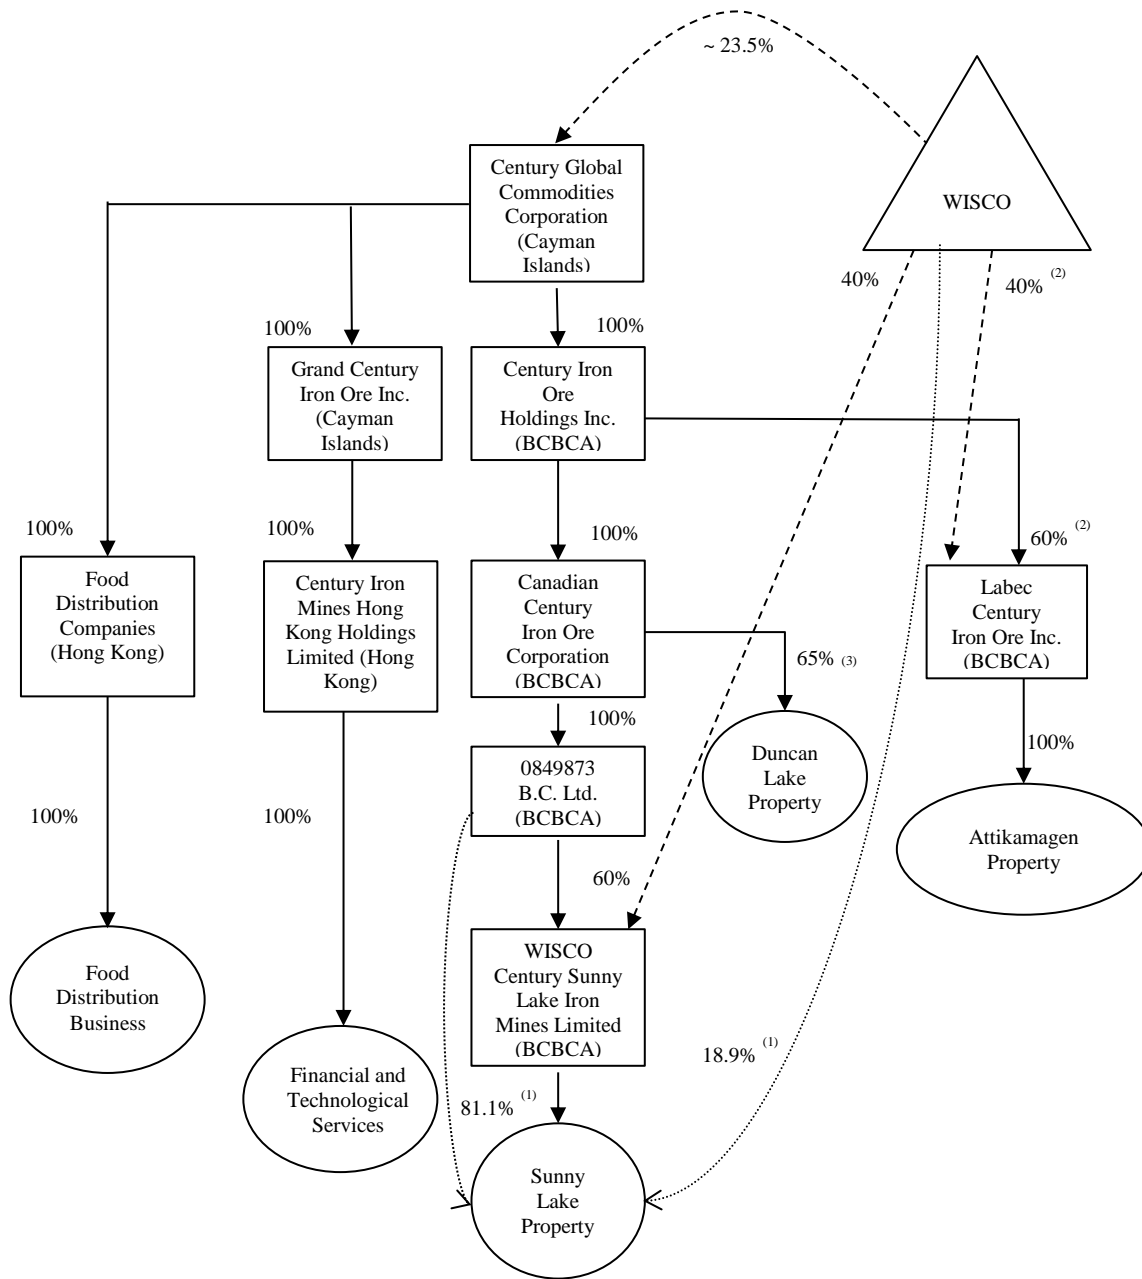 ~ 23.5%
Century Global
Commodities
Corporation
(Cayman
Islands)
WISCO
40%
40% (2)
100%
100%
Grand Century
Iron Ore Inc.
(Cayman
Islands)
Century Iron
Ore
Holdings Inc.
(BCBCA)
100%
100%
100%
60% (2)
Food
Distribution
Companies
(Hong Kong)
Century Iron
Mines Hong
Kong Holdings
Limited (Hong
Kong)
Canadian
Century
Iron Ore
Corporation
(BCBCA)
Labec
Century
Iron Ore Inc.
(BCBCA)
65% (3)
100%
100%
0849873
B.C. Ltd.
(BCBCA)
Duncan
Lake
Property
100%
100%
Attikamagen
Property
60%
Food
Distribution
Business
WISCO
Century Sunny
Lake Iron
Mines Limited
(BCBCA)
18.9% (1)
Financial and
Technological
Services
81.1% (1)
Sunny
Lake
Property